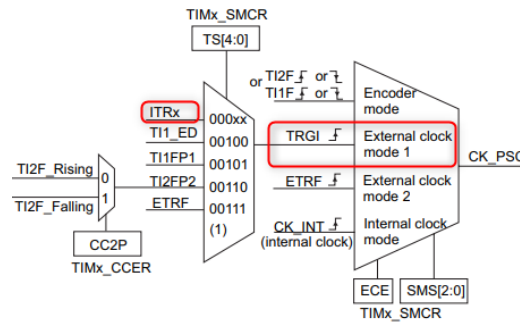 TIMx_SMCR
TS[4:0]
or TI2F or
TI1F or
Encoder
mode
ITRx
000xx
TI1_ED
00100
TRGI
External clock
mode 1
CK_PSC
TI1FP1
00101
TI2F_Rising
0
TI2FP2
00110
ETRF
External clock
mode 2
TI2F_Falling
1
ETRF
00111
(1)
CK_INT
(internal clock)
Internal clock
mode
CC2P
TIMx_CCER
ECE
SMS[2:0]
TIMx_SMCR